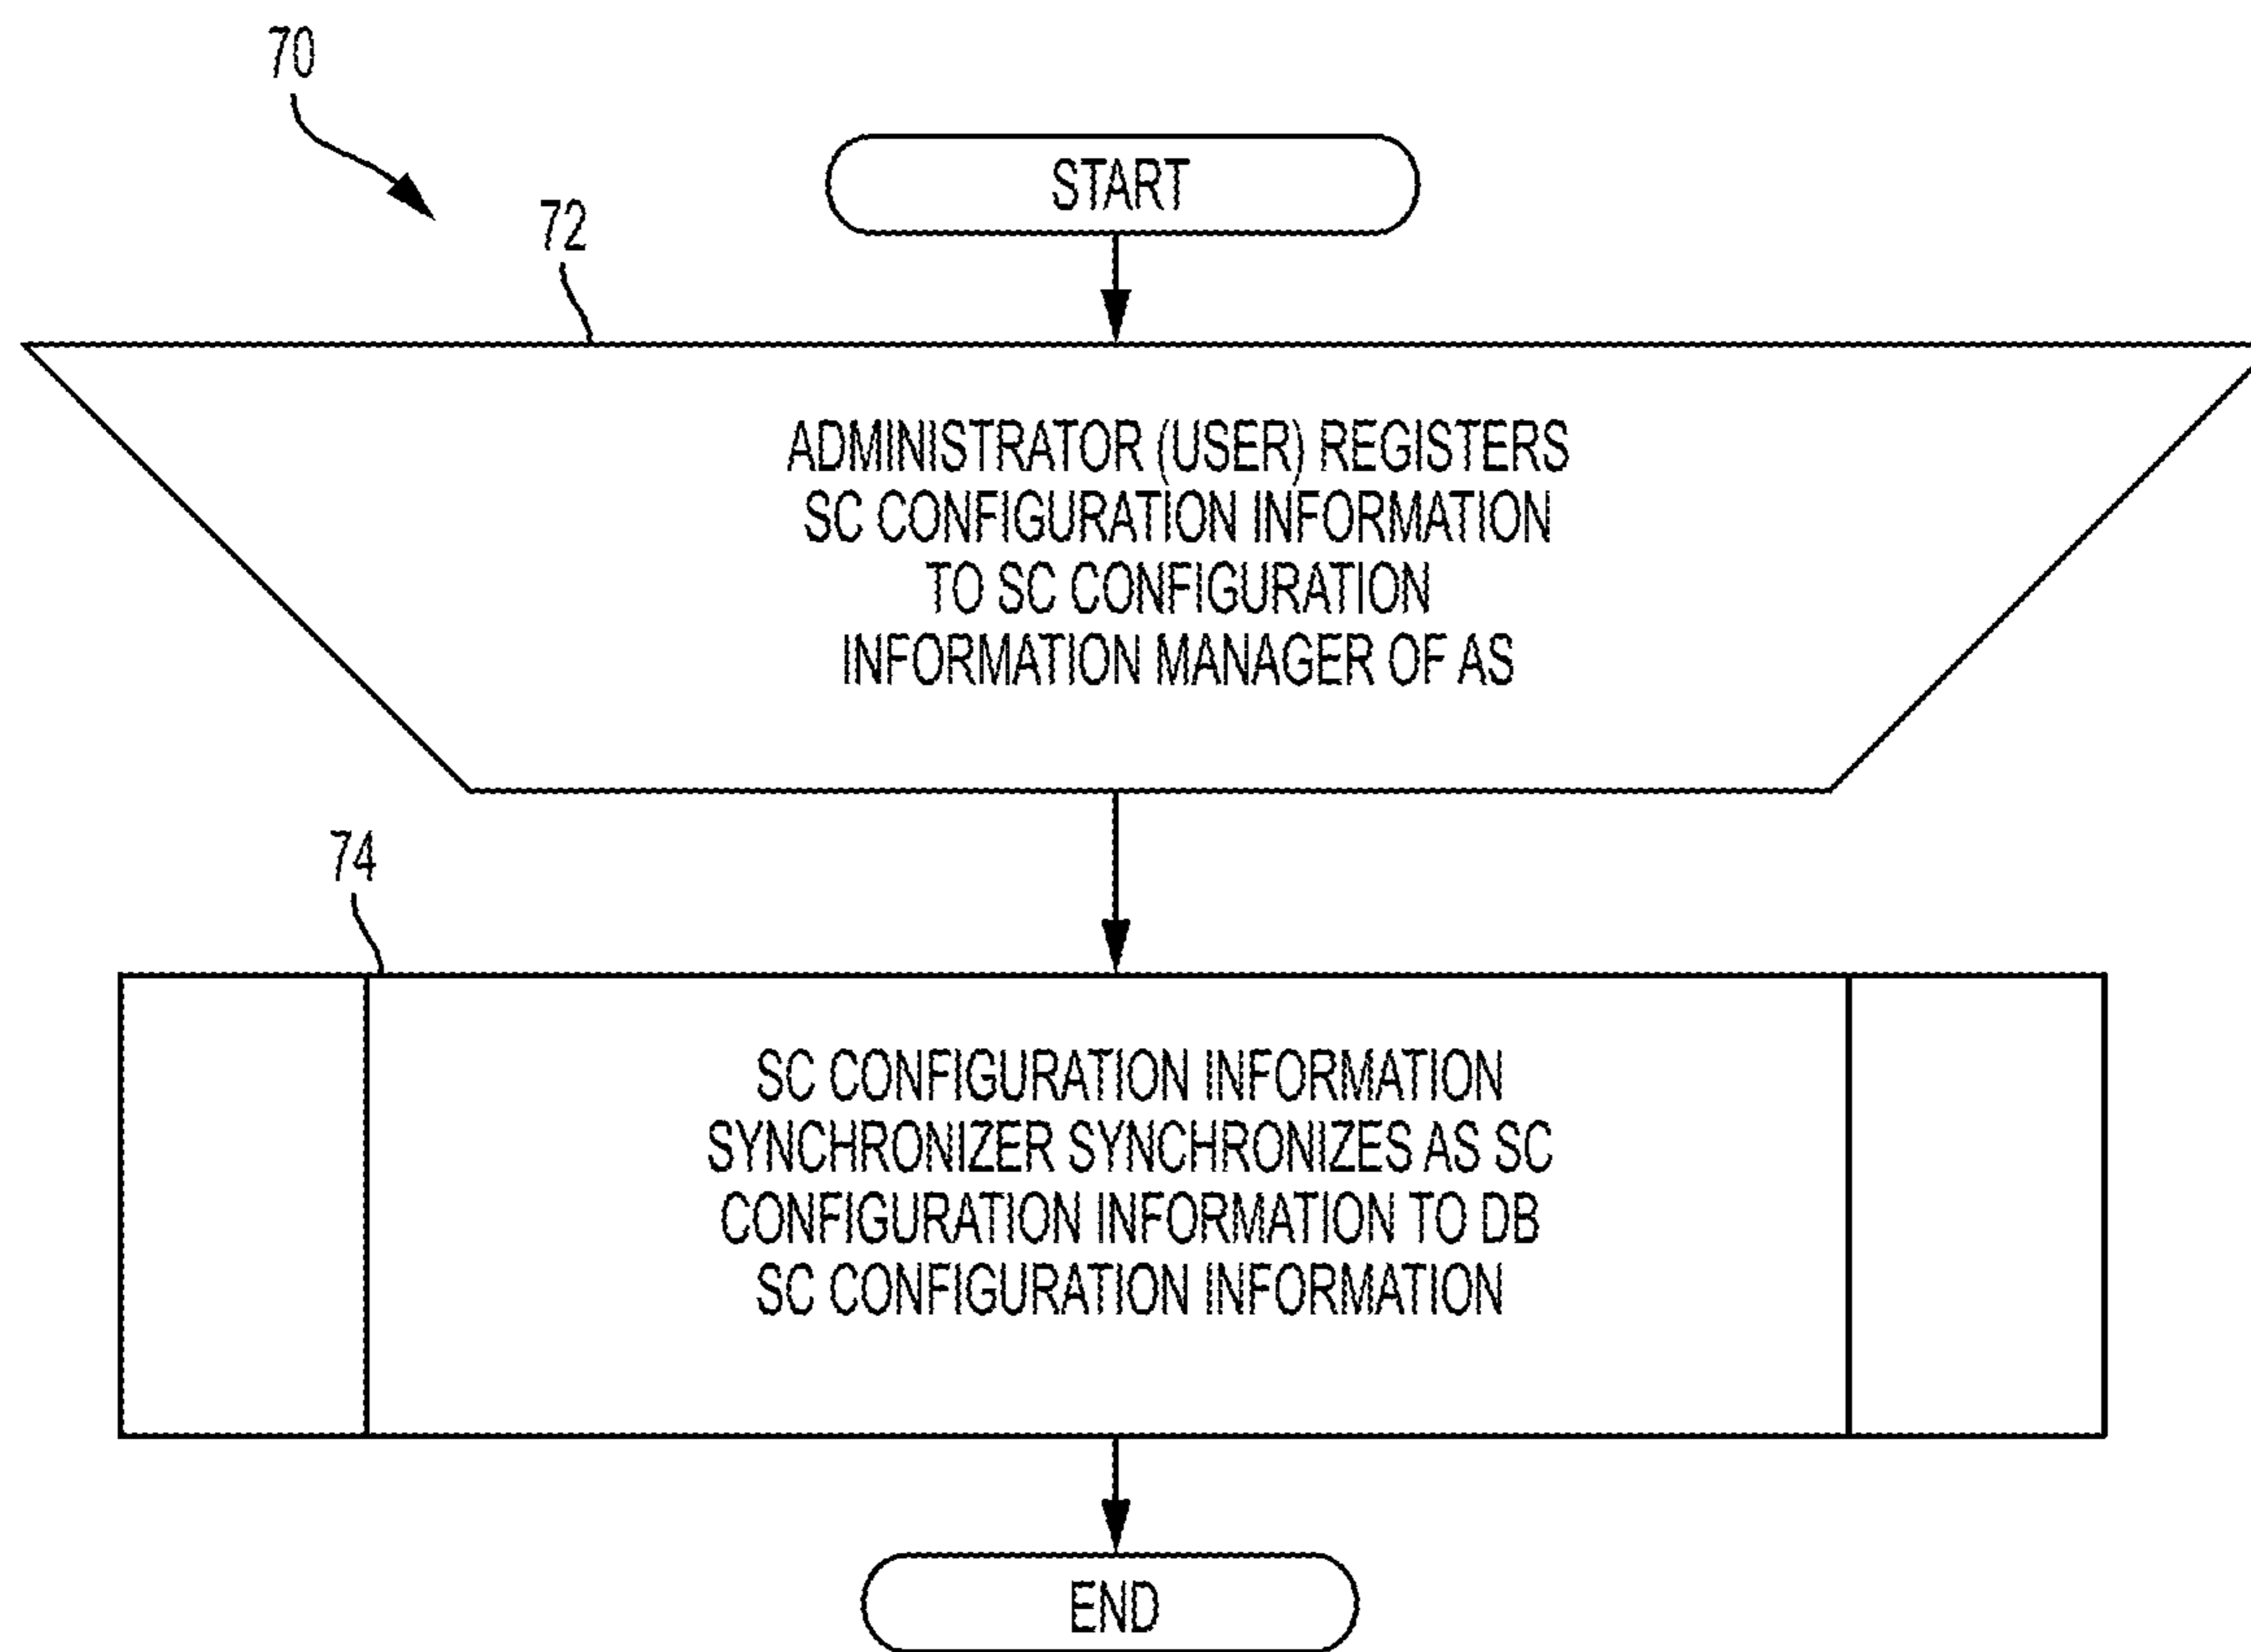 70
START
72
ADMINISTRATOR (USER) REGISTERS
SC CONFIGURATION INFORMATION
TO SC CONFIGURATION
INFORMATION MANAGER OF AS
74
SC CONFIGURATION INFORMATION
SYNCHRONIZER SYNCHRONIZES AS SC
CONFIGURATION INFORMATION TO DB
SC CONFIGURATION INFORMATION
END